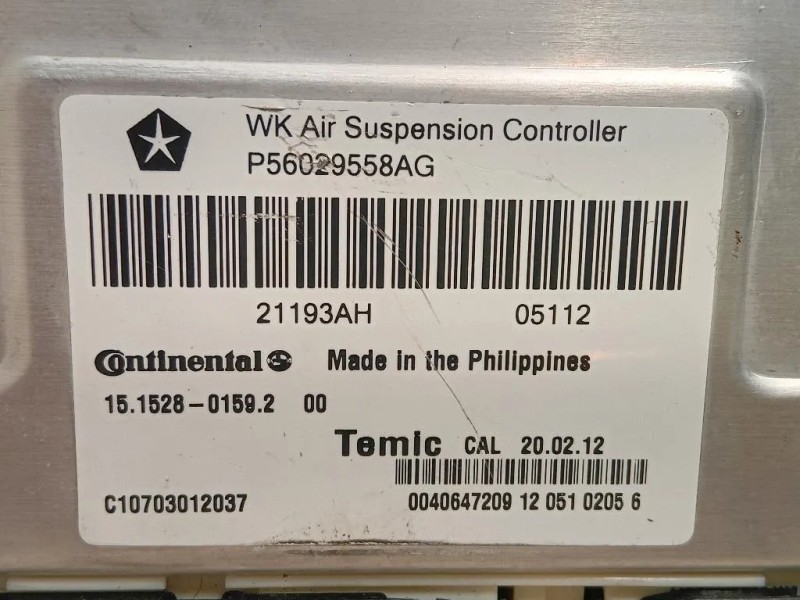 WK Air Suspension Controller
P56029558AG
21193AH 05112
Continental Made in the Philippines
15.1528-0159.2 00
Temic CAL 20.02.12
C10703012037 0040647209 12 051 0205 6